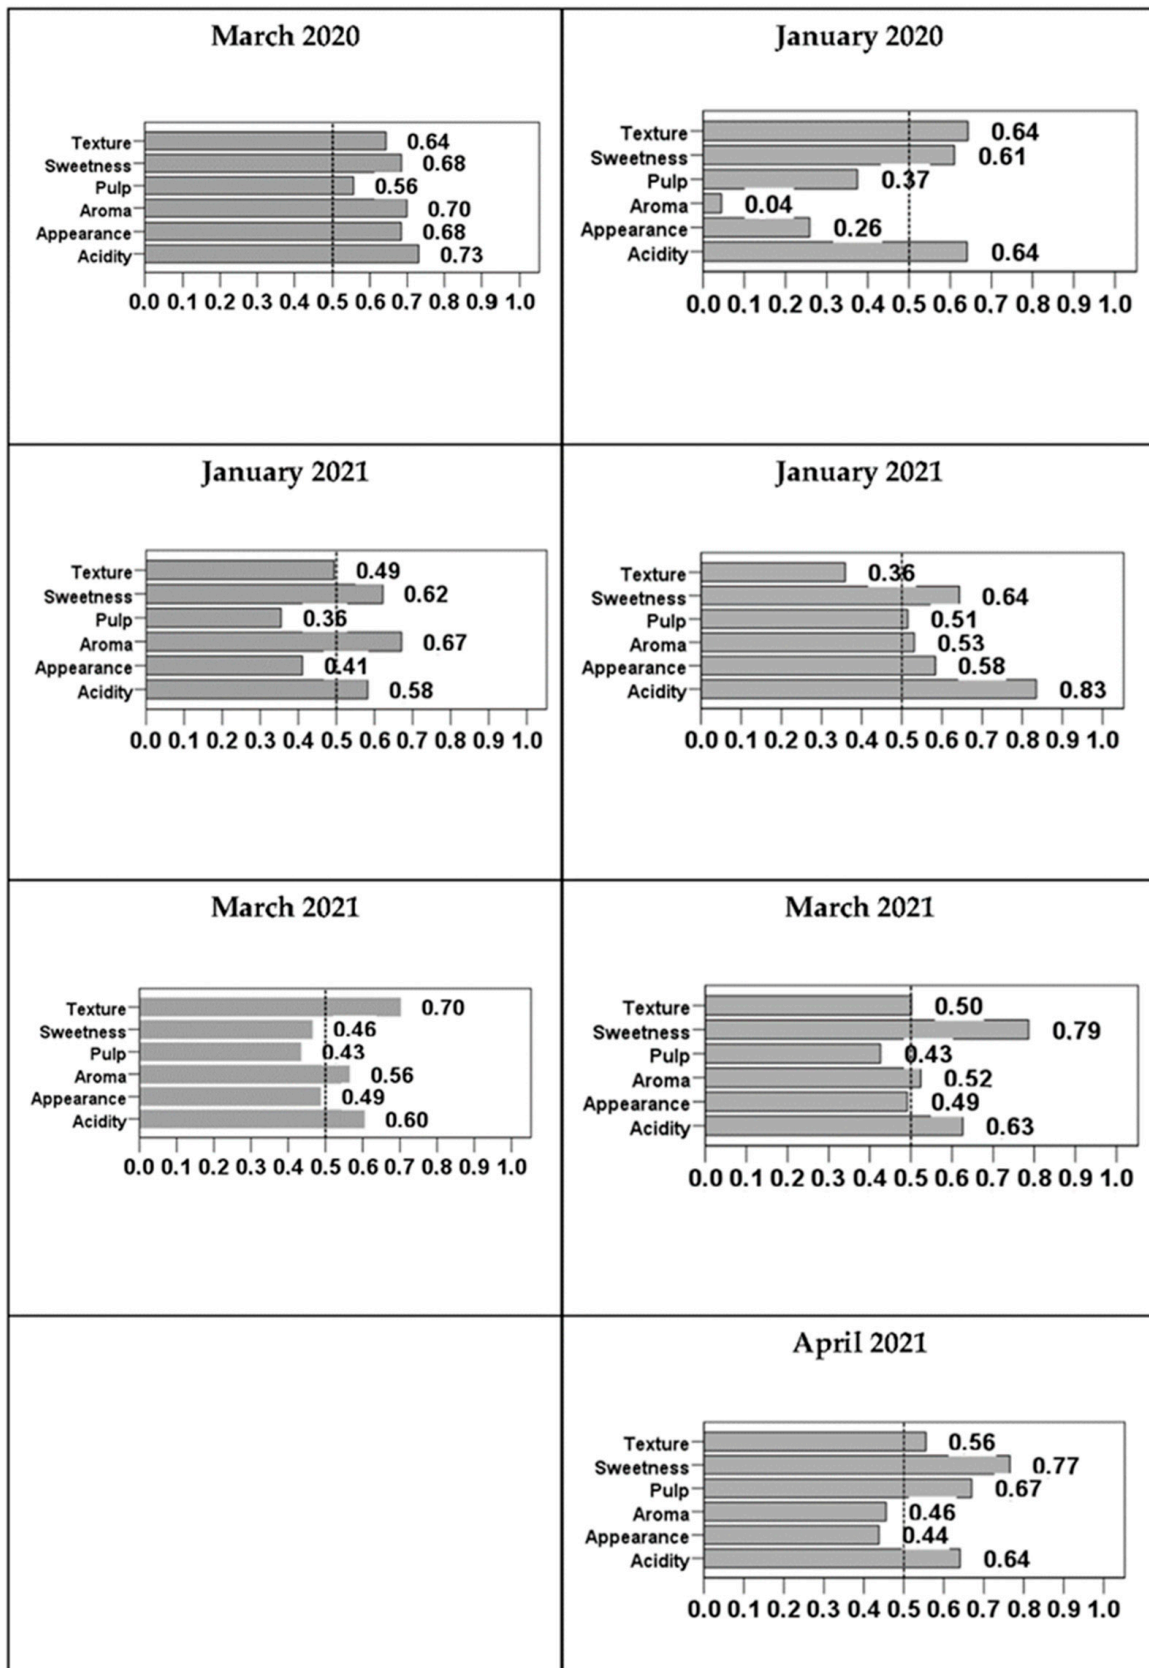 March 2020
Texture 0.64
Sweetness 0.68
Pulp 0.56
Aroma 0.70
Appearance 0.68
Acidity 0.73
0.0 0.1 0.2 0.3 0.4 0.5 0.6 0.7 0.8 0.9 1.0
January 2020
Texture 0.64
Sweetness 0.61
Pulp 0.37
Aroma 0.04
Appearance 0.26
Acidity 0.64
0.0 0.1 0.2 0.3 0.4 0.5 0.6 0.7 0.8 0.9 1.0
January 2021
Texture 0.49
Sweetness 0.62
Pulp 0.36
Aroma 0.67
Appearance 0.41
Acidity 0.58
0.0 0.1 0.2 0.3 0.4 0.5 0.6 0.7 0.8 0.9 1.0
January 2021
Texture 0.36
Sweetness 0.64
Pulp 0.51
Aroma 0.53
Appearance 0.58
Acidity 0.83
0.0 0.1 0.2 0.3 0.4 0.5 0.6 0.7 0.8 0.9 1.0
March 2021
Texture 0.70
Sweetness 0.46
Pulp 0.43
Aroma 0.56
Appearance 0.49
Acidity 0.60
0.0 0.1 0.2 0.3 0.4 0.5 0.6 0.7 0.8 0.9 1.0
March 2021
Texture 0.50
Sweetness 0.79
Pulp 0.43
Aroma 0.52
Appearance 0.49
Acidity 0.63
0.0 0.1 0.2 0.3 0.4 0.5 0.6 0.7 0.8 0.9 1.0
April 2021
Texture 0.56
Sweetness 0.77
Pulp 0.67
Aroma 0.46
Appearance 0.44
Acidity 0.64
0.0 0.1 0.2 0.3 0.4 0.5 0.6 0.7 0.8 0.9 1.0